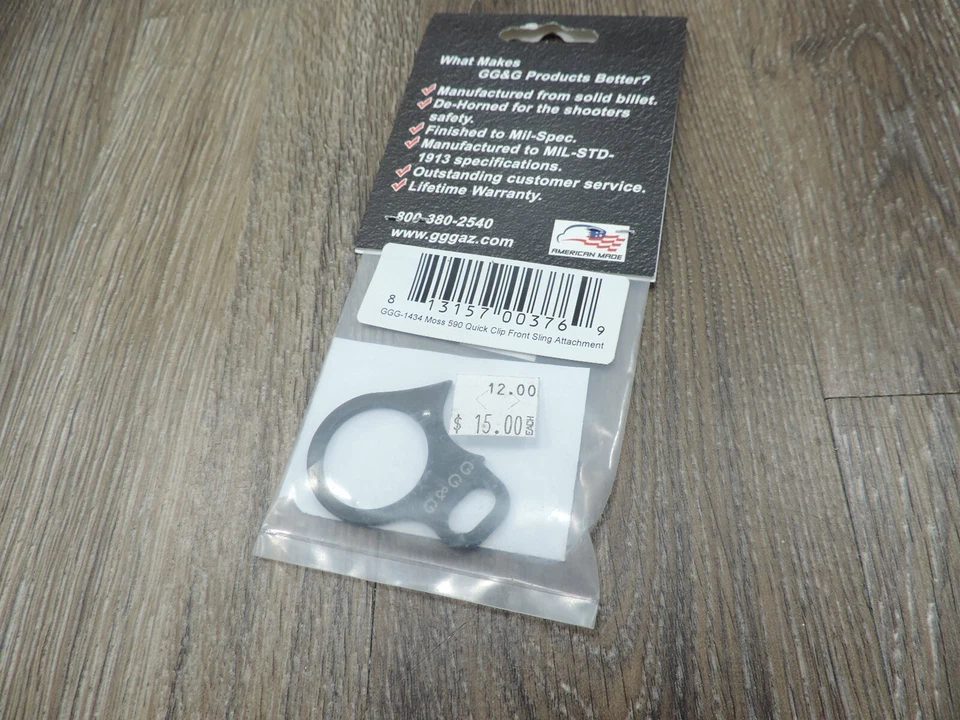 What Makes
GG&G Products Better?
Manufactured from solid billet.
De-Horned for the shooters
safety.
Finished to Mil-Spec.
Manufactured to MIL-STD-
1913 specifications.
Outstanding customer service.
Lifetime Warranty.
800-380-2540
www.gggaz.com
AMERICAN MADE
8 13157 00376 9
GGG-1434 Moss 590 Quick Clip Front Sling Attachment
12.00
$ 15.00 EACH
GG&G